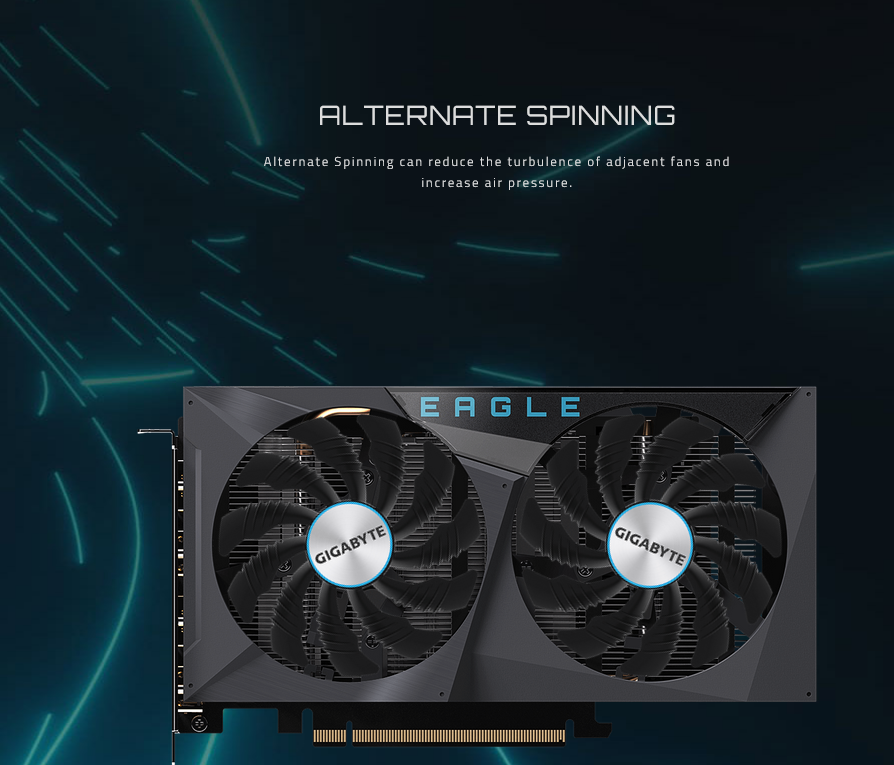 ALTERNATE SPINNING
Alternate Spinning can reduce the turbulence of adjacent fans and
increase air pressure.
EAGLE
GIGABYTE
GIGABYTE